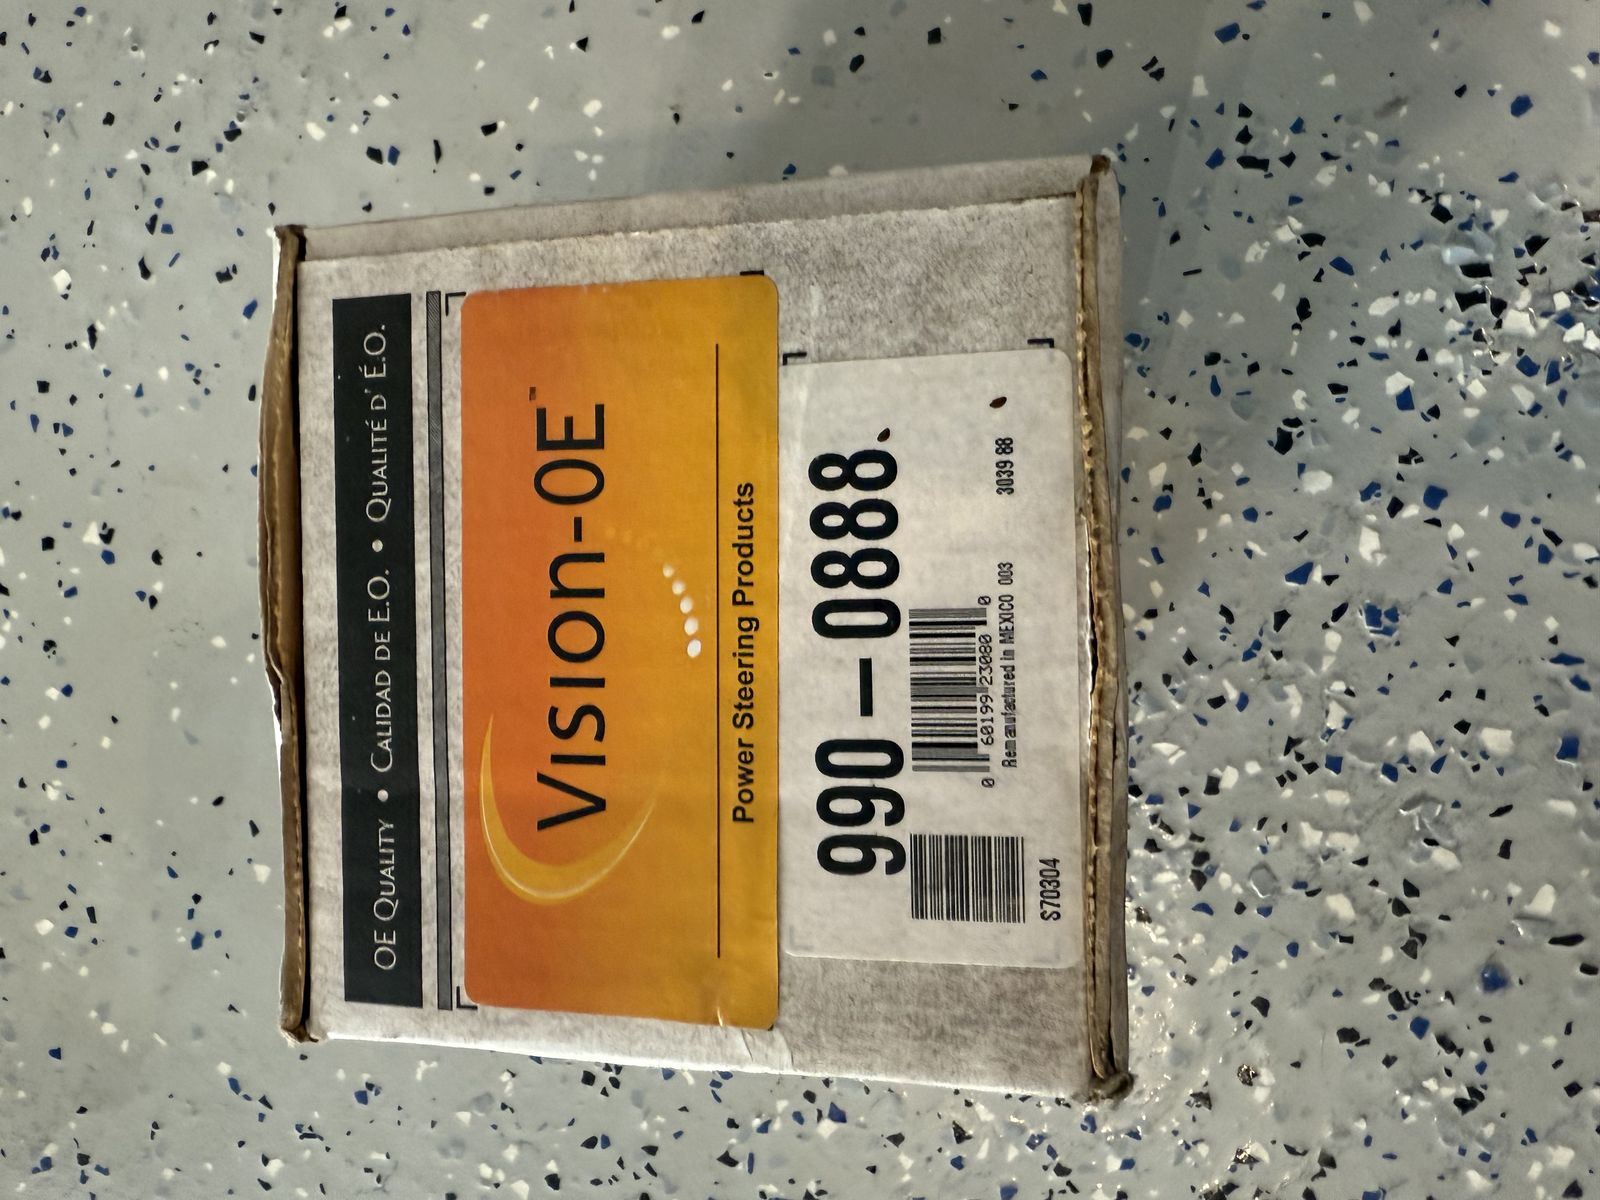 OE QUALITY • CALIDAD DE E.O. • QUALITÉ D' É.O.
VISION-OE™
Power Steering Products
990-0888
0 60199 23080 0
Remanufactured in MEXICO 003 3039 88
S70304